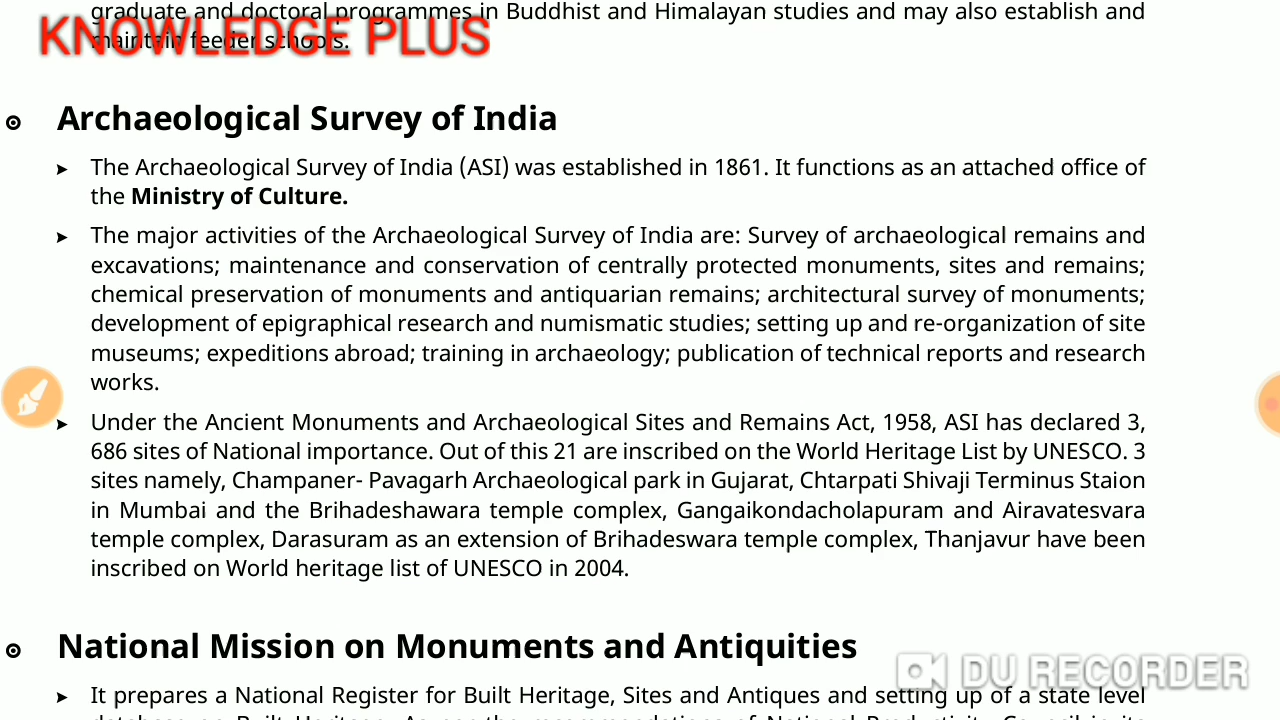 graduate and doctoral programmes in Buddhist and Himalayan studies and may also establish and
maintain feeder schools.
KNOWLEDGE PLUS
Archaeological Survey of India
➤ The Archaeological Survey of India (ASI) was established in 1861. It functions as an attached office of
the Ministry of Culture.
➤ The major activities of the Archaeological Survey of India are: Survey of archaeological remains and
excavations; maintenance and conservation of centrally protected monuments, sites and remains;
chemical preservation of monuments and antiquarian remains; architectural survey of monuments;
development of epigraphical research and numismatic studies; setting up and re-organization of site
museums; expeditions abroad; training in archaeology; publication of technical reports and research
works.
➤ Under the Ancient Monuments and Archaeological Sites and Remains Act, 1958, ASI has declared 3,
686 sites of National importance. Out of this 21 are inscribed on the World Heritage List by UNESCO. 3
sites namely, Champaner- Pavagarh Archaeological park in Gujarat, Chtarpati Shivaji Terminus Staion
in Mumbai and the Brihadeshawara temple complex, Gangaikondacholapuram and Airavatesvara
temple complex, Darasuram as an extension of Brihadeswara temple complex, Thanjavur have been
inscribed on World heritage list of UNESCO in 2004.
National Mission on Monuments and Antiquities
DU RECORDER
➤ It prepares a National Register for Built Heritage, Sites and Antiques and setting up of a state level